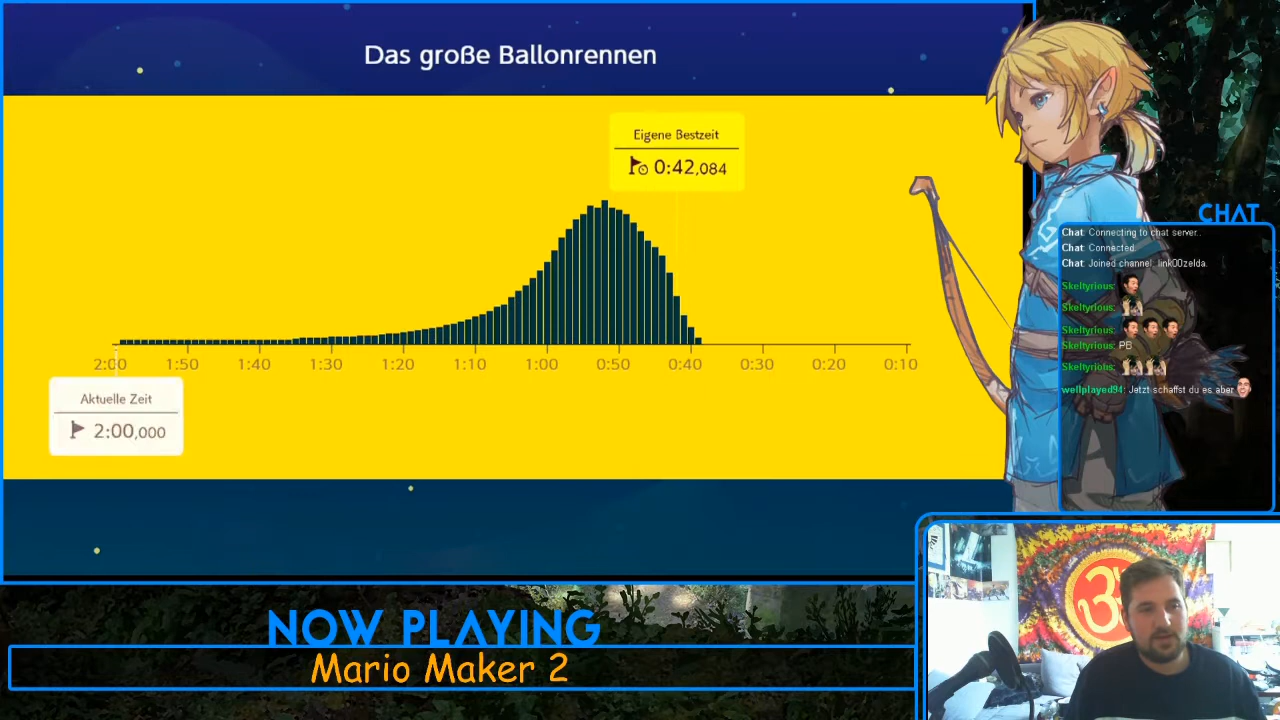 Das große Ballonrennen
Eigene Bestzeit
0:42,084
2:00 1:50 1:40 1:30 1:20 1:10 1:00 0:50 0:40 0:30 0:20 0:10
Aktuelle Zeit
2:00,000
CHAT
Chat: Connecting to chat server..
Chat: Connected.
Chat: Joined channel: link00zelda.
Skeltyrious:
Skeltyrious:
Skeltyrious:
Skeltyrious: PB
Skeltyrious:
wellplayed94: Jetzt schaffst du es aber
NOW PLAYING
Mario Maker 2